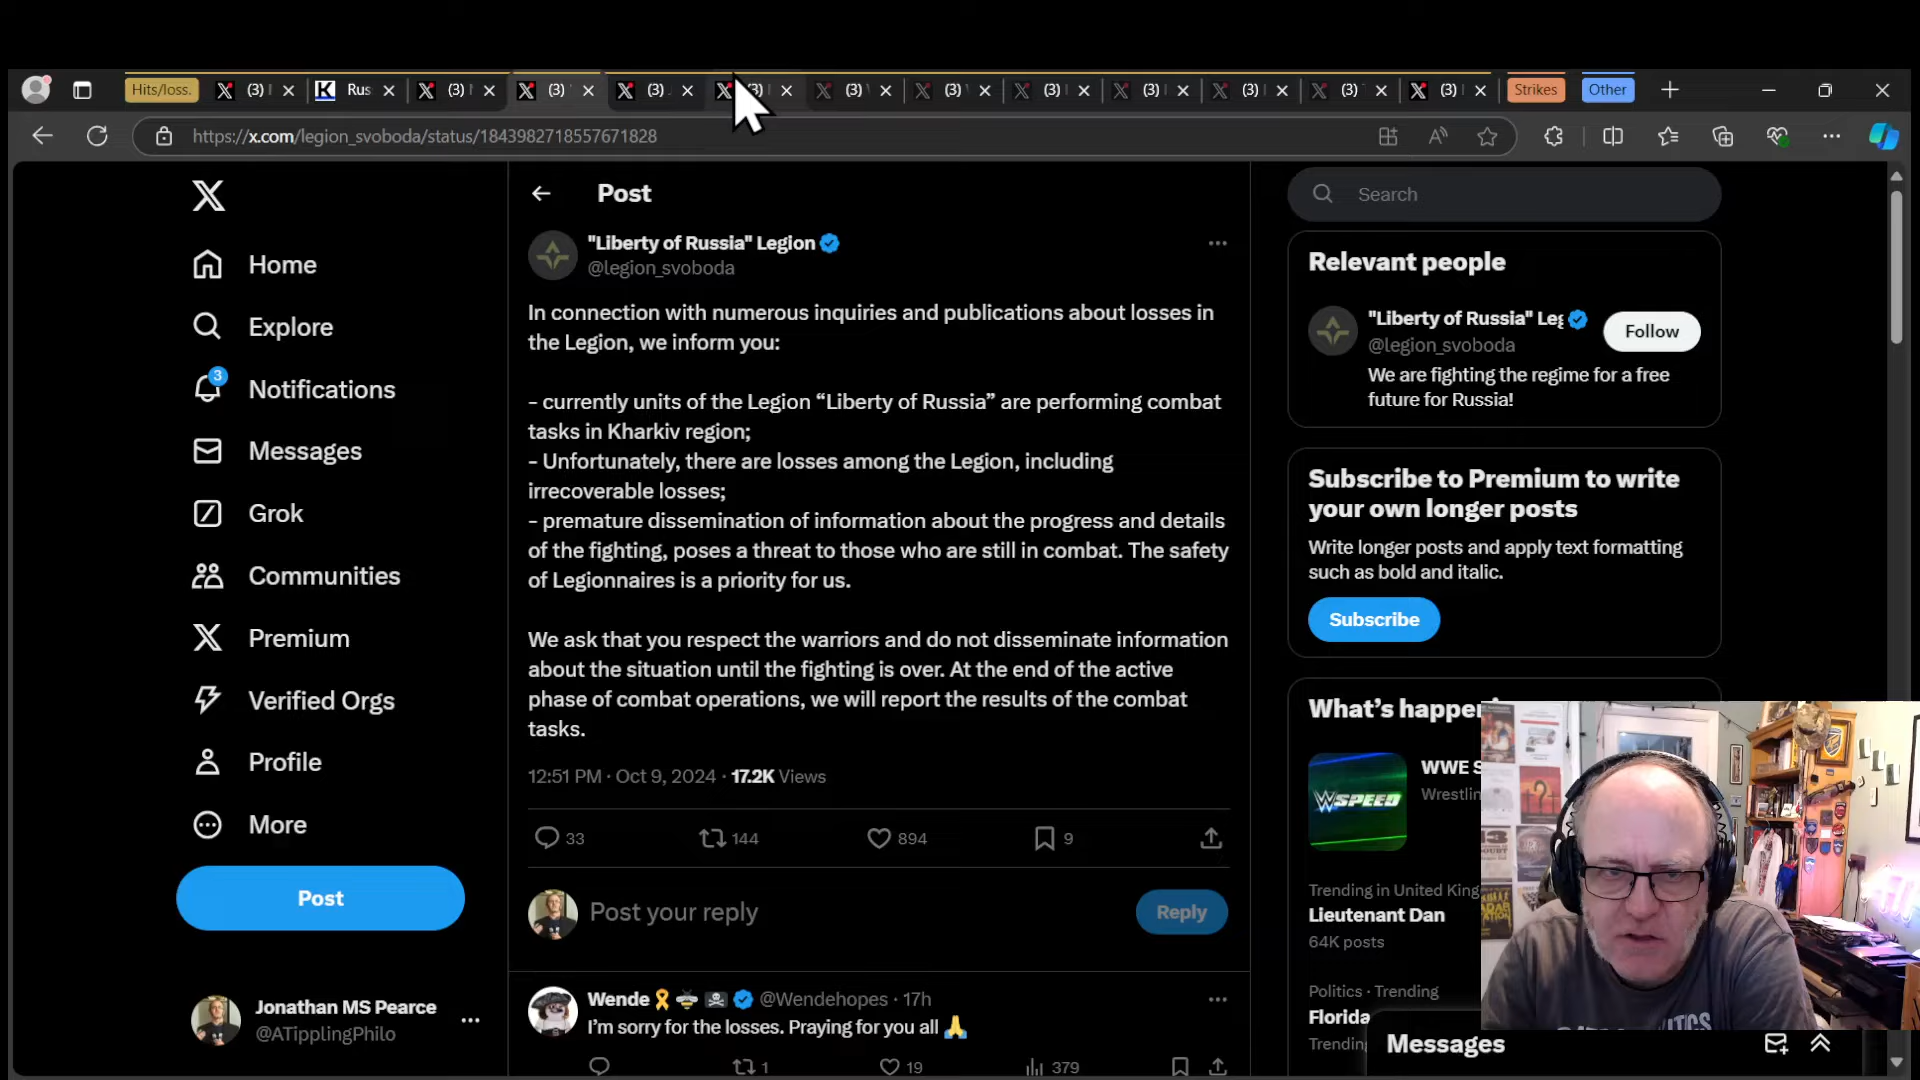 Hits/loss. (3) Rus (3) (3) (3) (3) (3) (3) (3) (3) (3) (3) (3) Strikes Other
https://x.com/legion_svoboda/status/1843982718557671828
Post
Search
"Liberty of Russia" Legion
@legion_svoboda
Home
Explore
Notifications
3
Messages
Grok
Communities
Premium
Verified Orgs
Profile
More
Post
Jonathan MS Pearce
@ATipplingPhilo
In connection with numerous inquiries and publications about losses in
the Legion, we inform you:
- currently units of the Legion “Liberty of Russia” are performing combat
tasks in Kharkiv region;
- Unfortunately, there are losses among the Legion, including
irrecoverable losses;
- premature dissemination of information about the progress and details
of the fighting, poses a threat to those who are still in combat. The safety
of Legionnaires is a priority for us.
We ask that you respect the warriors and do not disseminate information
about the situation until the fighting is over. At the end of the active
phase of combat operations, we will report the results of the combat
tasks.
12:51 PM · Oct 9, 2024 · 17.2K Views
33 144 894 9
Post your reply
Reply
Wende @Wendehopes · 17h
I'm sorry for the losses. Praying for you all
1 19 379
Relevant people
"Liberty of Russia" Leg
@legion_svoboda
Follow
We are fighting the regime for a free
future for Russia!
Subscribe to Premium to write
your own longer posts
Write longer posts and apply text formatting
such as bold and italic.
Subscribe
What's happeni
WSPEED
WWE S
Wrestlin
Trending in United King
Lieutenant Dan
64K posts
Politics · Trending
Florida
Trending
Messages